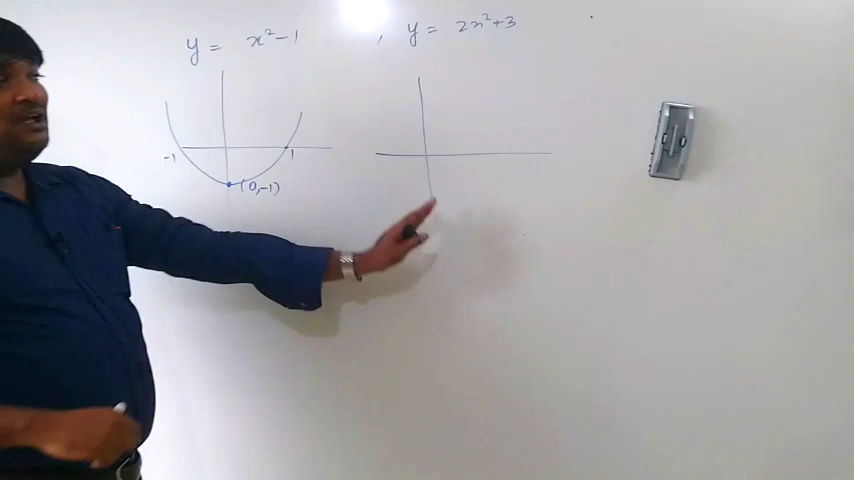 y = x² - 1 , y = 2x² + 3
-1 1
(0, -1)